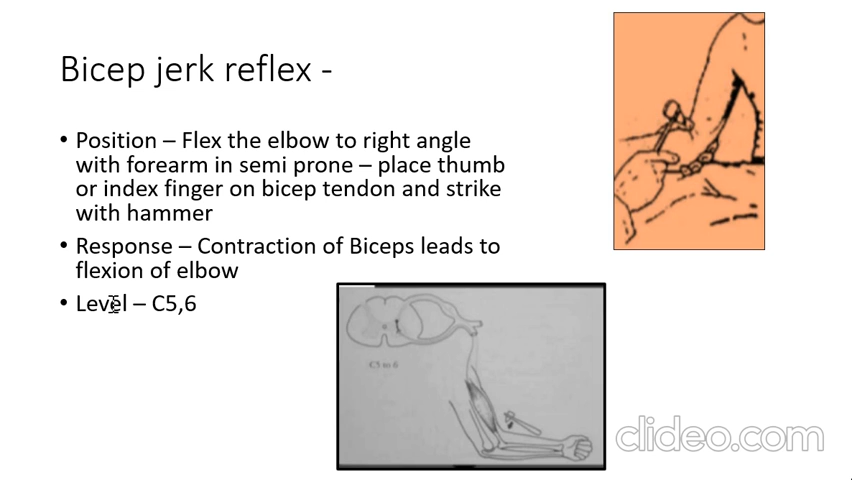 Bicep jerk reflex -
• Position – Flex the elbow to right angle
with forearm in semi prone – place thumb
or index finger on bicep tendon and strike
with hammer
• Response – Contraction of Biceps leads to
flexion of elbow
• Level – C5,6
C5 to 6
clideo.com